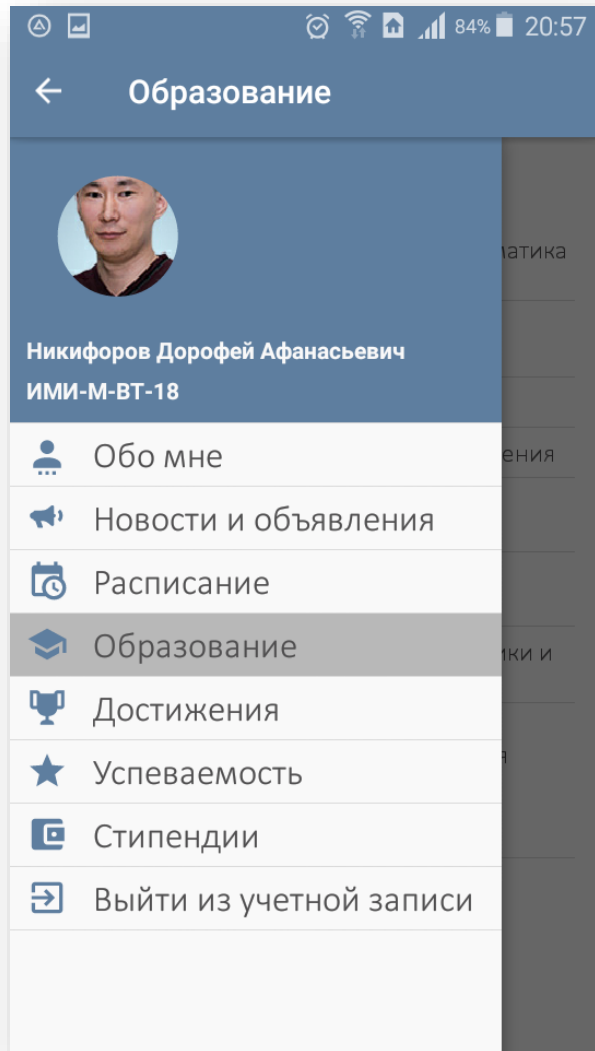 84% 20:57
Образование
Никифоров Дорофей Афанасьевич
ИМИ-М-ВТ-18
Обо мне
Новости и объявления
Расписание
Образование
Достижения
Успеваемость
Стипендии
Выйти из учетной записи